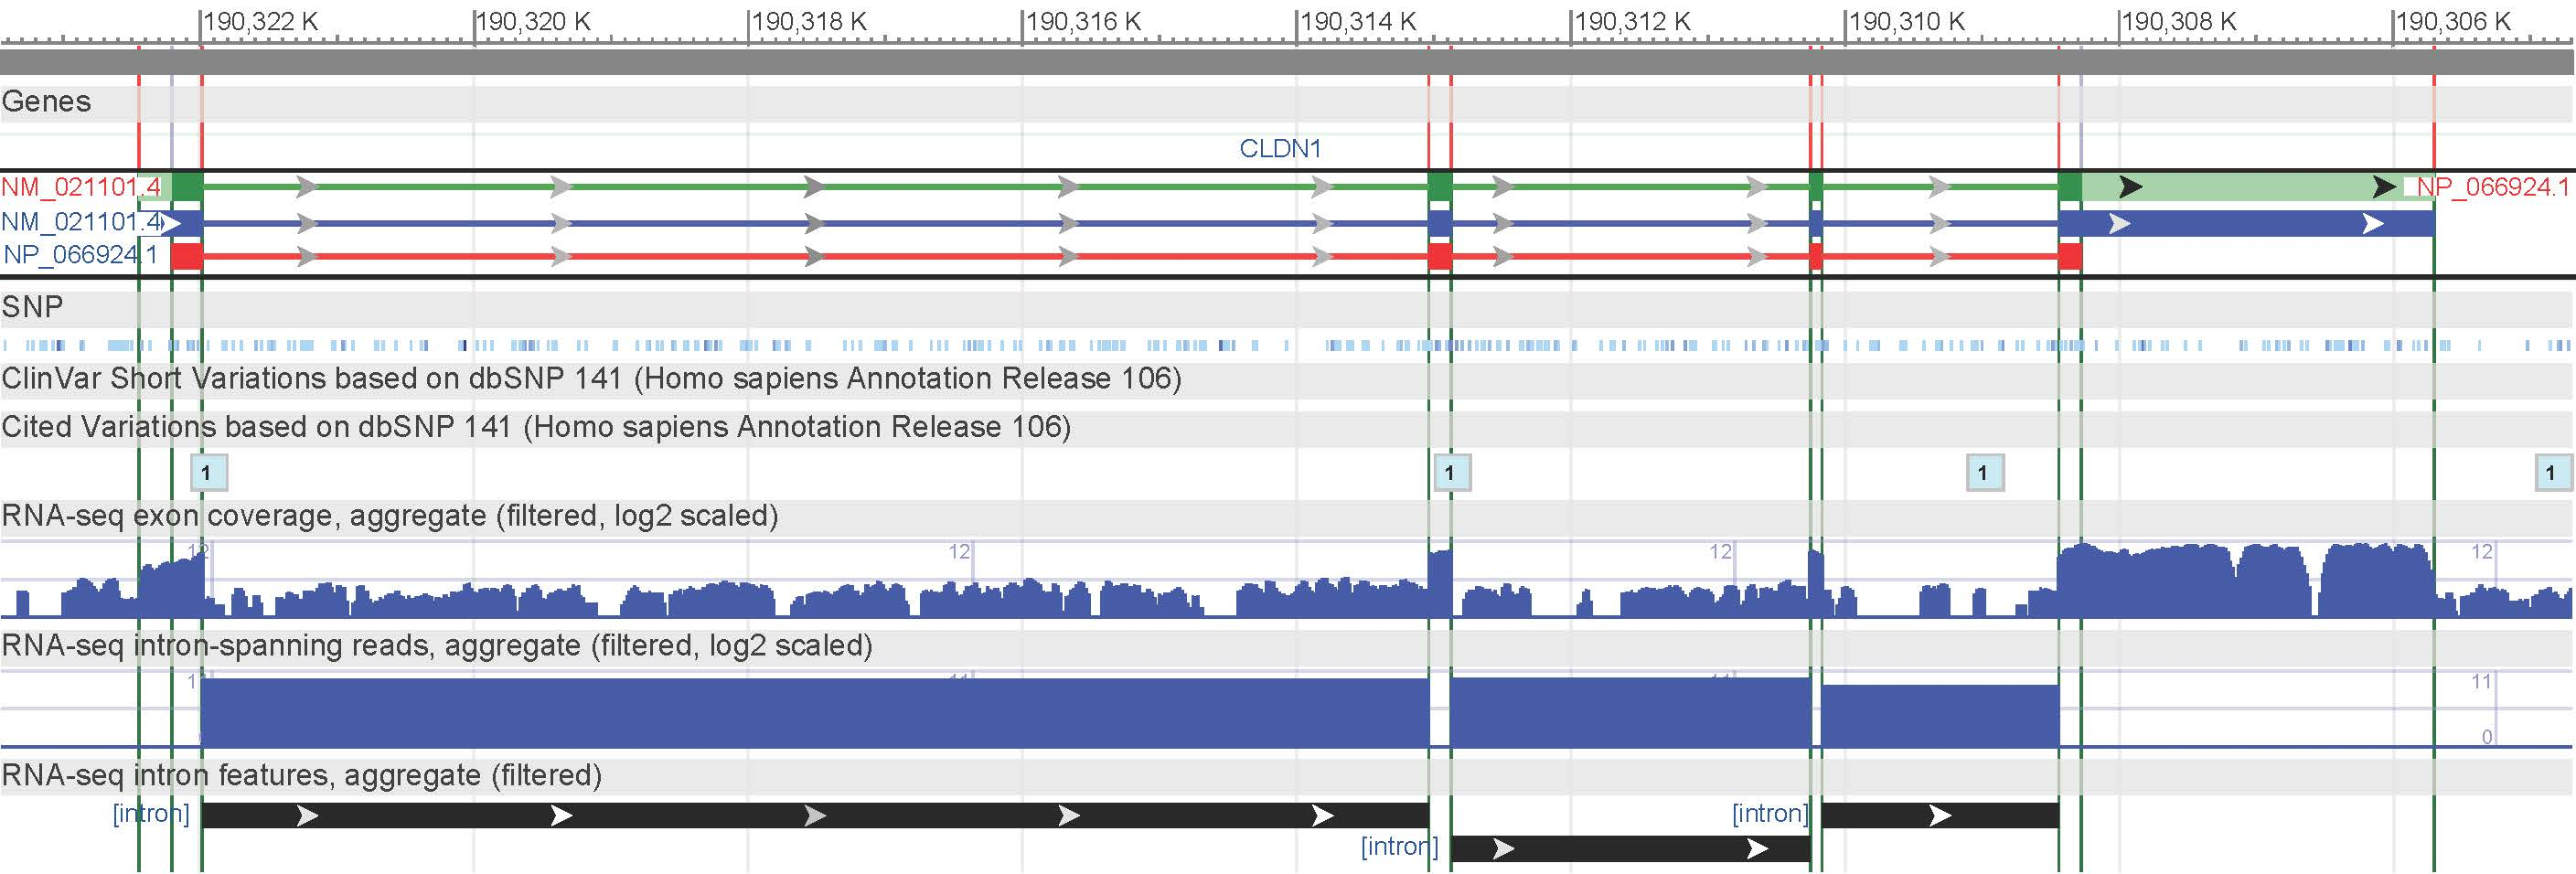 190,322 K 190,320 K 190,318 K 190,316 K 190,314 K 190,312 K 190,310 K 190,308 K 190,306 K
Genes
CLDN1
NM_021101.4 NP_066924.1
NM_021101.4
NP_066924.1
SNP
ClinVar Short Variations based on dbSNP 141 (Homo sapiens Annotation Release 106)
Cited Variations based on dbSNP 141 (Homo sapiens Annotation Release 106)
1 1 1 1
RNA-seq exon coverage, aggregate (filtered, log2 scaled)
12 12 12 12
RNA-seq intron-spanning reads, aggregate (filtered, log2 scaled)
11
0
RNA-seq intron features, aggregate (filtered)
[intron] [intron]
[intron]